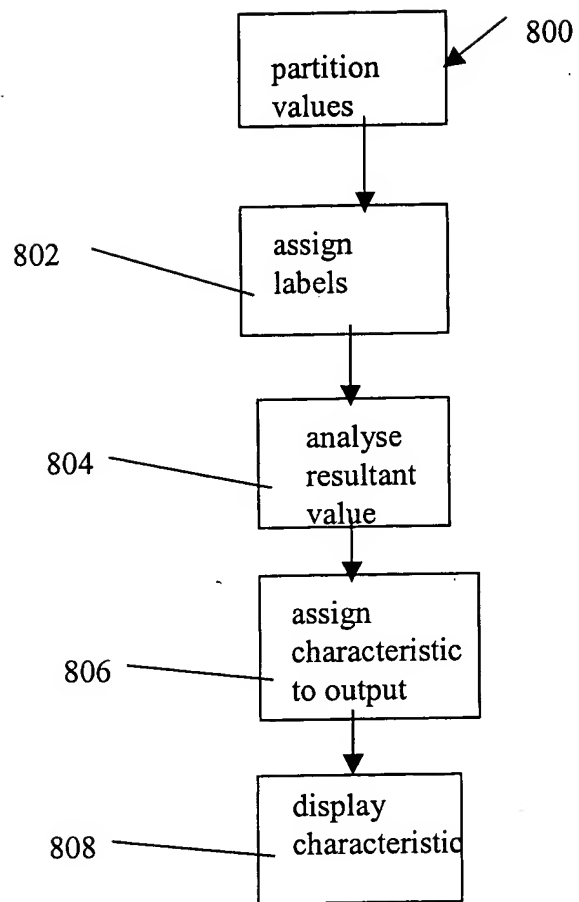 800
partition
values
802
assign
labels
804
analyse
resultant
value
806
assign
characteristic
to output
808
display
characteristic